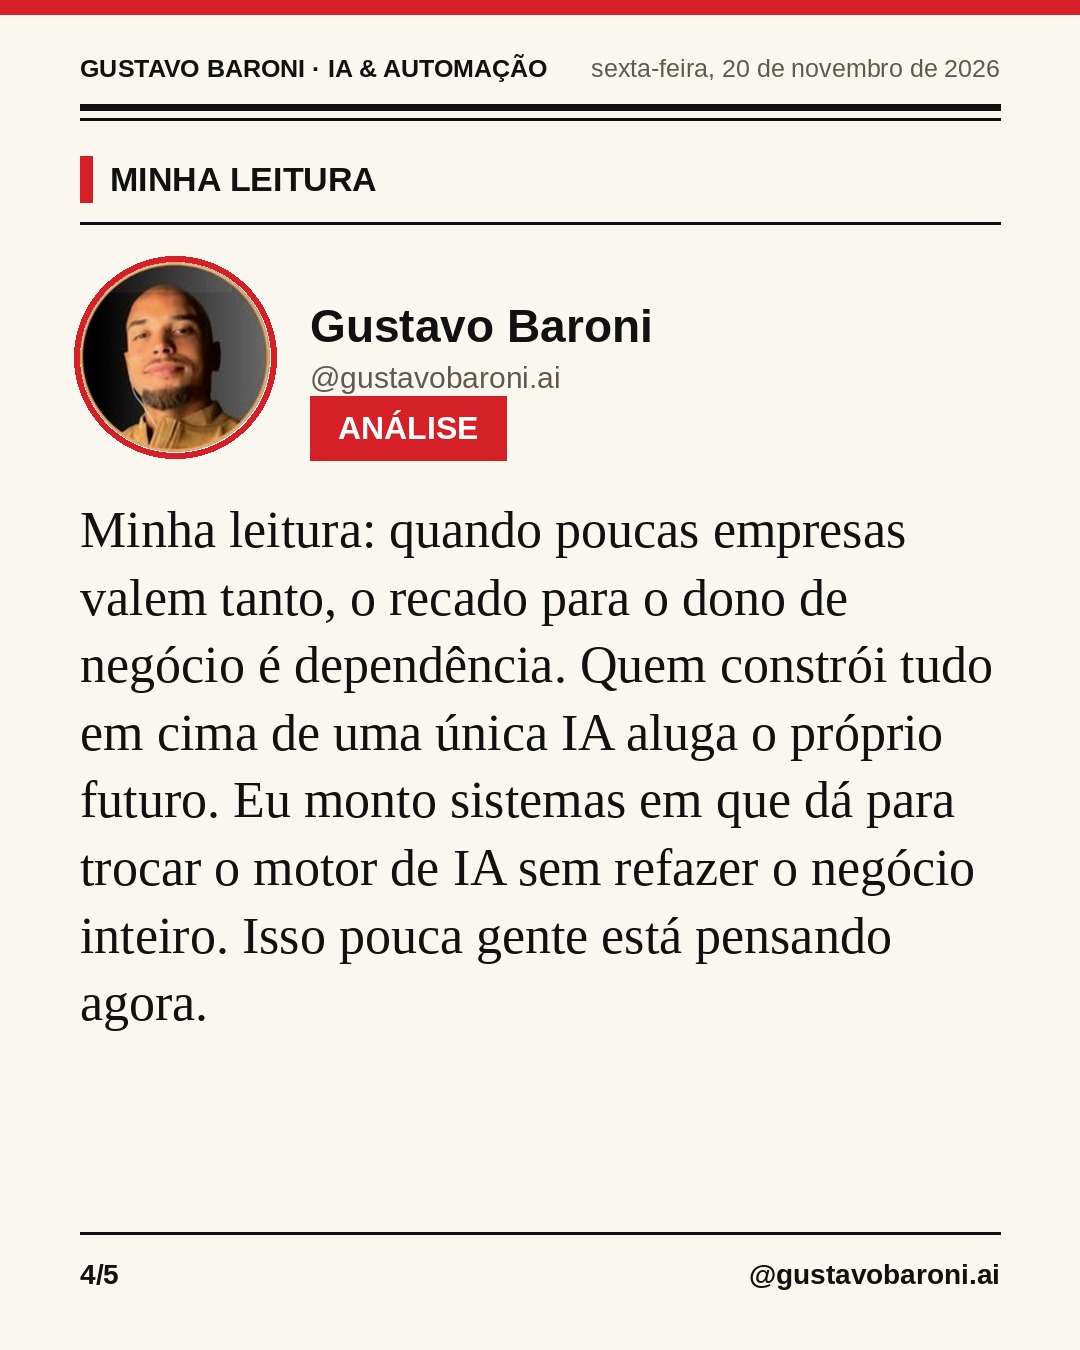 GUSTAVO BARONI · IA & AUTOMAÇÃO
sexta-feira, 20 de novembro de 2026
MINHA LEITURA
Gustavo Baroni
@gustavobaroni.ai
ANÁLISE
Minha leitura: quando poucas empresas
valem tanto, o recado para o dono de
negócio é dependência. Quem constrói tudo
em cima de uma única IA aluga o próprio
futuro. Eu monto sistemas em que dá para
trocar o motor de IA sem refazer o negócio
inteiro. Isso pouca gente está pensando
agora.
4/5
@gustavobaroni.ai